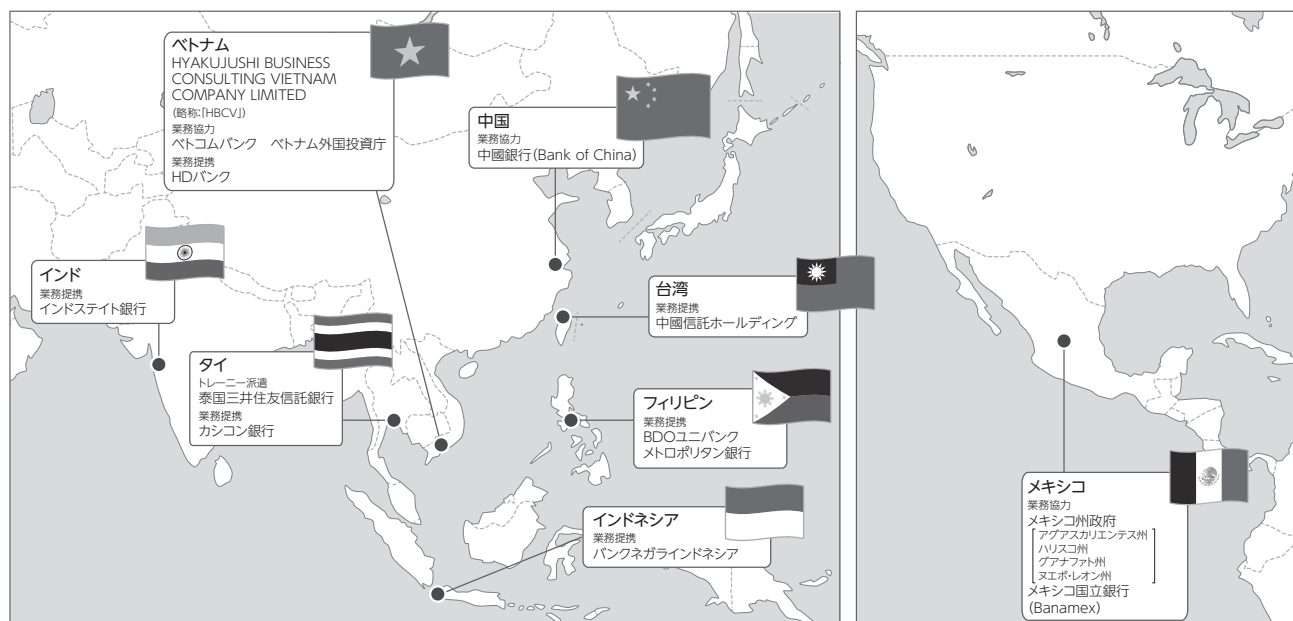 ベトナム
HYAKUJUSHI BUSINESS
CONSULTING VIETNAM
COMPANY LIMITED
(略称:「HBCV」)
業務協力
ベトコムバンク　ベトナム外国投資庁
業務提携
HDバンク
中国
業務協力
中國銀行(Bank of China)
インド
業務提携
インドステイト銀行
台湾
業務提携
中國信託ホールディング
タイ
トレーニー派遣
泰国三井住友信託銀行
業務提携
カシコン銀行
フィリピン
業務提携
BDOユニバンク
メトロポリタン銀行
インドネシア
業務提携
バンクネガラインドネシア
メキシコ
業務協力
メキシコ州政府
アグアスカリエンテス州
ハリスコ州
グアナファト州
ヌエボ・レオン州
メキシコ国立銀行
(Banamex)